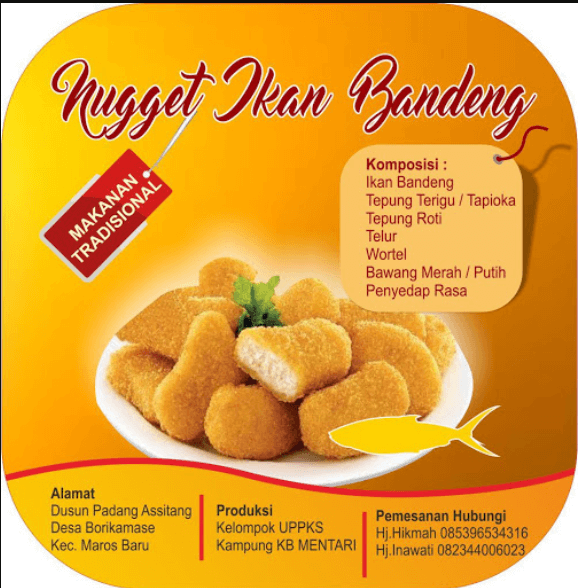 Nugget Ikan Bandeng
MAKANAN
TRADISIONAL
Komposisi :
Ikan Bandeng
Tepung Terigu / Tapioka
Tepung Roti
Telur
Wortel
Bawang Merah / Putih
Penyedap Rasa
Alamat
Dusun Padang Assitang
Desa Borikamase
Kec. Maros Baru
Produksi
Kelompok UPPKS
Kampung KB MENTARI
Pemesanan Hubungi
Hj.Hikmah 085396534316
Hj.Inawati 082344006023